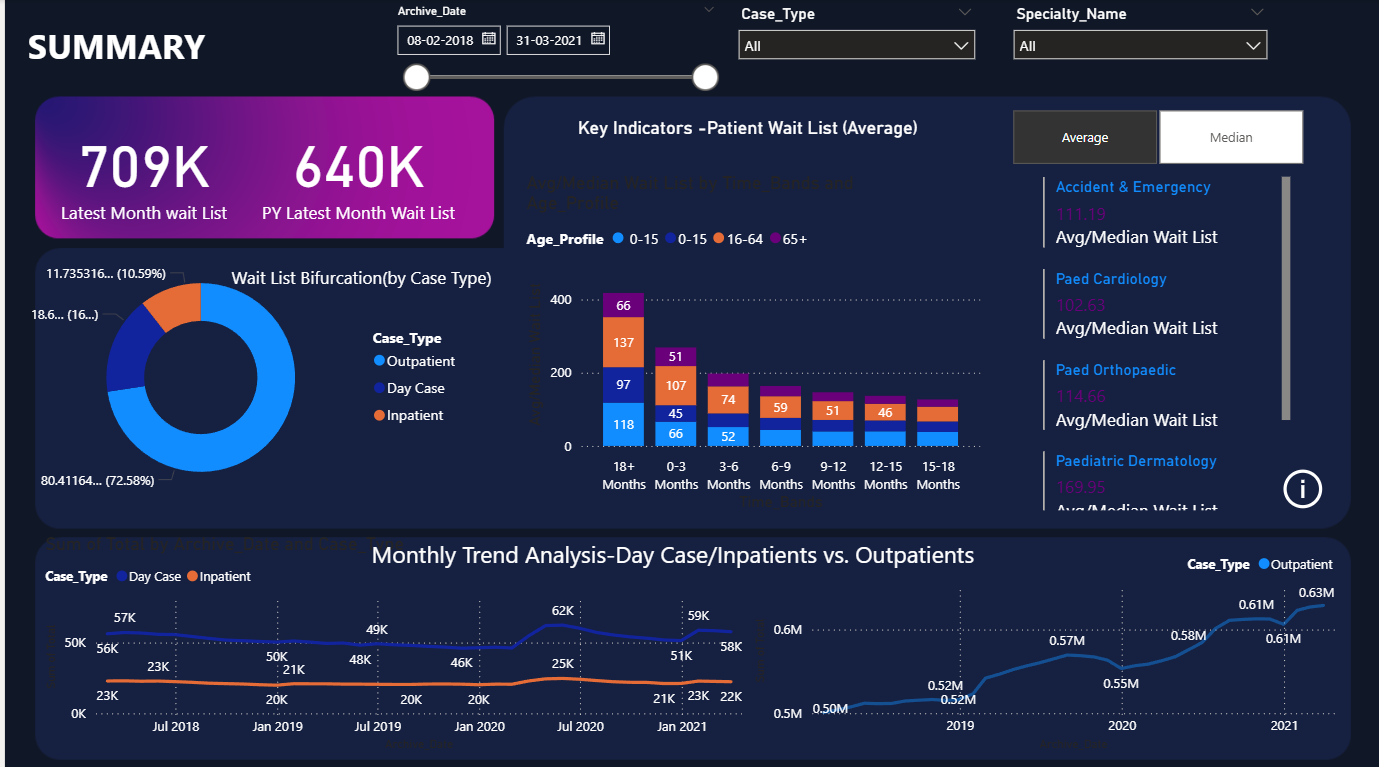 SUMMARY
Archive_Date
08-02-2018 31-03-2021
Case_Type
All
Specialty_Name
All
709K
Latest Month wait List
640K
PY Latest Month Wait List
Wait List Bifurcation(by Case Type)
11.735316... (10.59%)
18.6... (16...)
80.41164... (72.58%)
Case_Type
Outpatient
Day Case
Inpatient
Key Indicators -Patient Wait List (Average)
Average Median
Avg/Median Wait List by Time_Bands and
Age_Profile
Age_Profile 0-15 0-15 16-64 65+
400
200
0
66
137
97
118
51
107
45
66
74
52
59
51
46
18+ Months
0-3 Months
3-6 Months
6-9 Months
9-12 Months
12-15 Months
15-18 Months
Time_Bands
Accident & Emergency
111.19
Avg/Median Wait List
Paed Cardiology
102.63
Avg/Median Wait List
Paed Orthopaedic
114.66
Avg/Median Wait List
Paediatric Dermatology
169.95
Avg/Median Wait List
i
Monthly Trend Analysis-Day Case/Inpatients vs. Outpatients
Case_Type Day Case Inpatient
50K
0K
57K
56K
50K
49K
48K
46K
62K
51K
59K
58K
23K
23K
21K
20K
20K
20K
25K
21K
23K
22K
Jul 2018 Jan 2019 Jul 2019 Jan 2020 Jul 2020 Jan 2021
Case_Type Outpatient
0.6M
0.5M
0.50M
0.52M
0.52M
0.57M
0.55M
0.58M
0.61M
0.61M
0.63M
2019 2020 2021